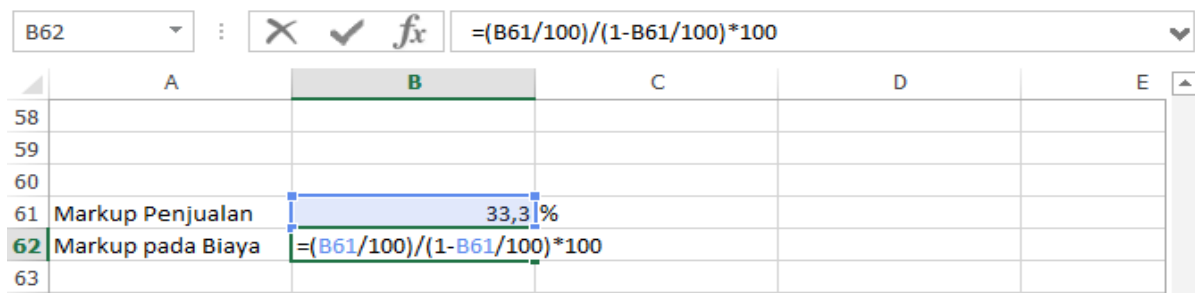 B62 fx =(B61/100)/(1-B61/100)*100
A B C D E
58
59
60
61 Markup Penjualan 33,3 %
62 Markup pada Biaya =(B61/100)/(1-B61/100)*100
63